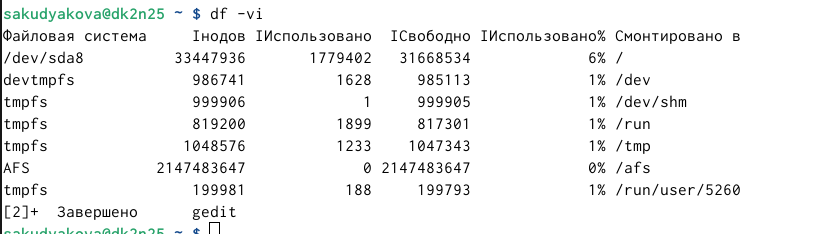 sakudyakova@dk2n25 ~ $ df -vi
Файловая система Iнодов IИспользовано IСвободно IИспользовано% Смонтировано в
/dev/sda8 33447936 1779402 31668534 6% /
devtmpfs 986741 1628 985113 1% /dev
tmpfs 999906 1 999905 1% /dev/shm
tmpfs 819200 1899 817301 1% /run
tmpfs 1048576 1233 1047343 1% /tmp
AFS 2147483647 0 2147483647 0% /afs
tmpfs 199981 188 199793 1% /run/user/5260
[2]+ Завершено gedit
sakudyakova@dk2n25 ~ $